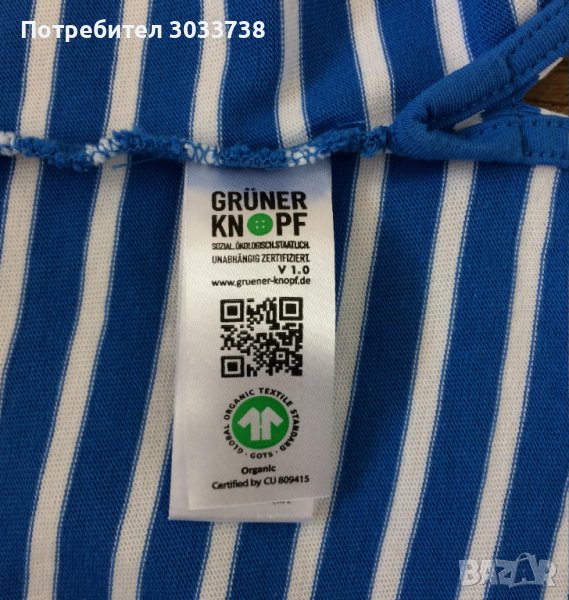 Потребител 3033738
GRÜNER
KNOPF
SOZIAL. ÖKOLOGISCH. STAATLICH.
UNABHÄNGIG ZERTIFIZIERT.
V 1.0
www.gruener-knopf.de
GLOBAL ORGANIC TEXTILE STANDARD
· GOTS ·
Organic
Certified by CU 809415
BAZAR